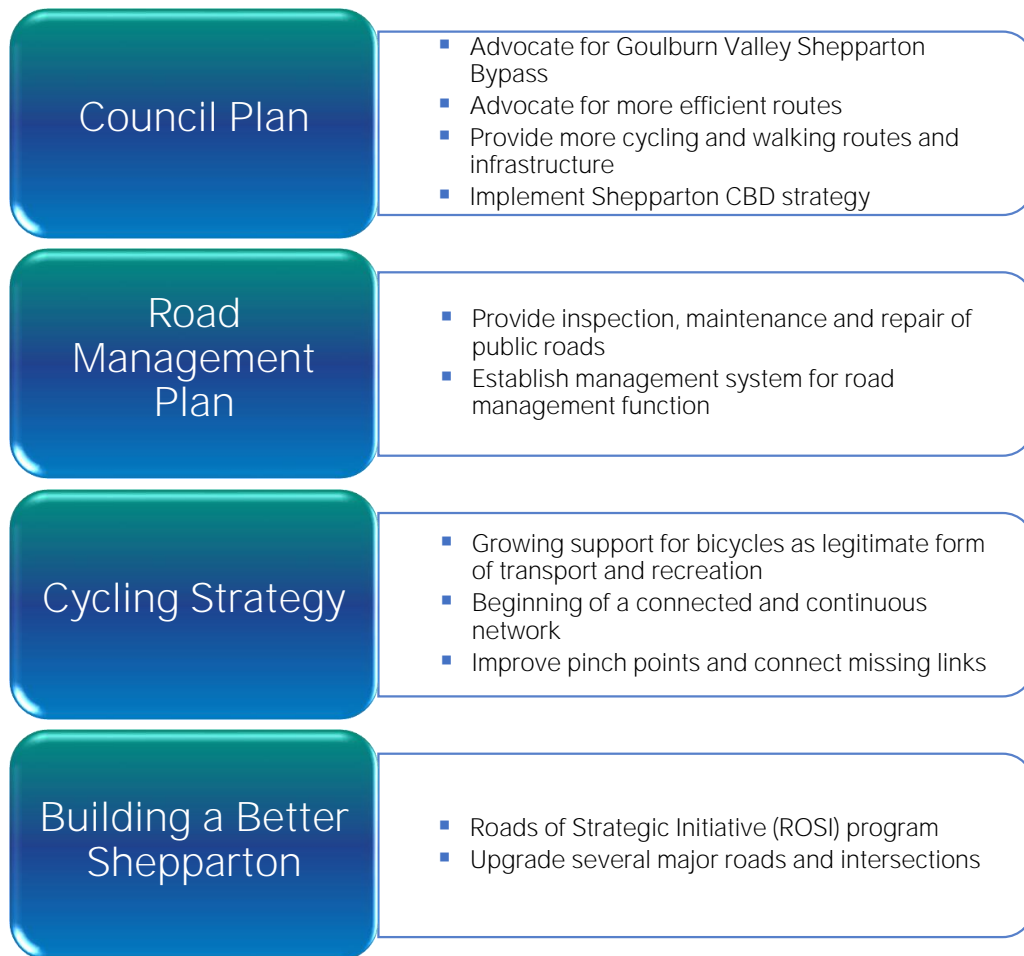 Council Plan
▪ Advocate for Goulburn Valley Shepparton
Bypass
▪ Advocate for more efficient routes
▪ Provide more cycling and walking routes and
infrastructure
▪ Implement Shepparton CBD strategy
Road
Management
Plan
▪ Provide inspection, maintenance and repair of
public roads
▪ Establish management system for road
management function
Cycling Strategy
▪ Growing support for bicycles as legitimate form
of transport and recreation
▪ Beginning of a connected and continuous
network
▪ Improve pinch points and connect missing links
Building a Better
Shepparton
▪ Roads of Strategic Initiative (ROSI) program
▪ Upgrade several major roads and intersections